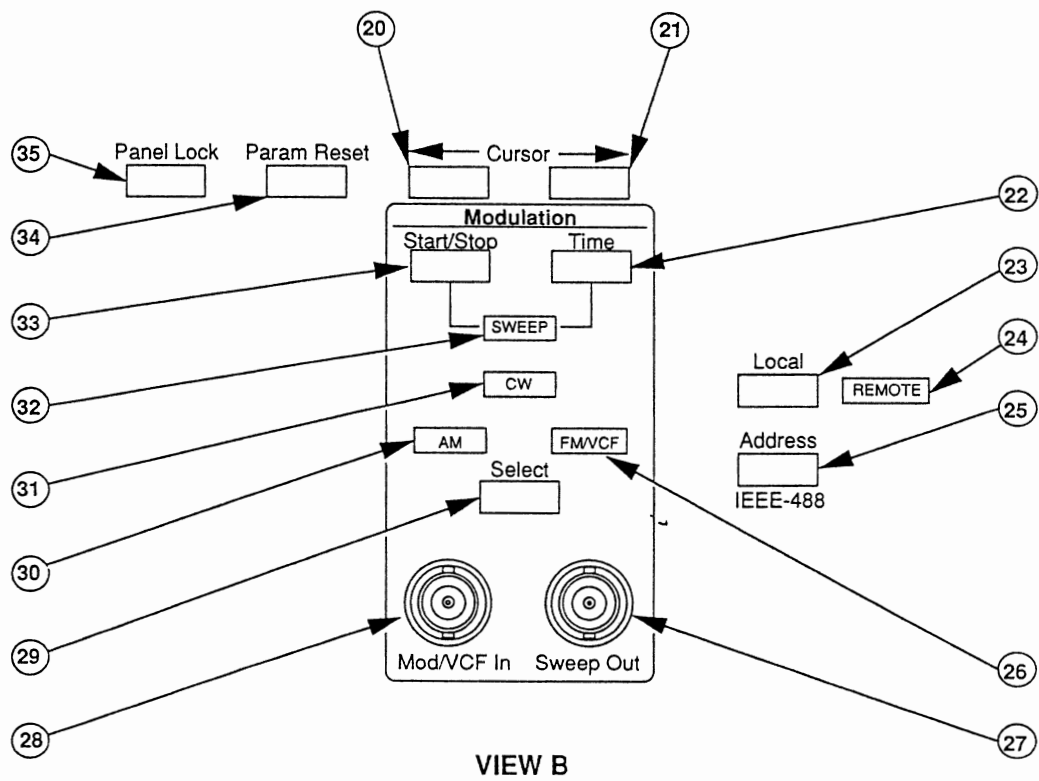 20
21
35
Panel Lock
Param Reset
Cursor
34
Modulation
22
Start/Stop
Time
23
33
SWEEP
24
32
Local
CW
REMOTE
25
31
AM
FM/VCF
Address
Select
IEEE-488
30
29
Mod/VCF In
Sweep Out
26
28
27
VIEW B